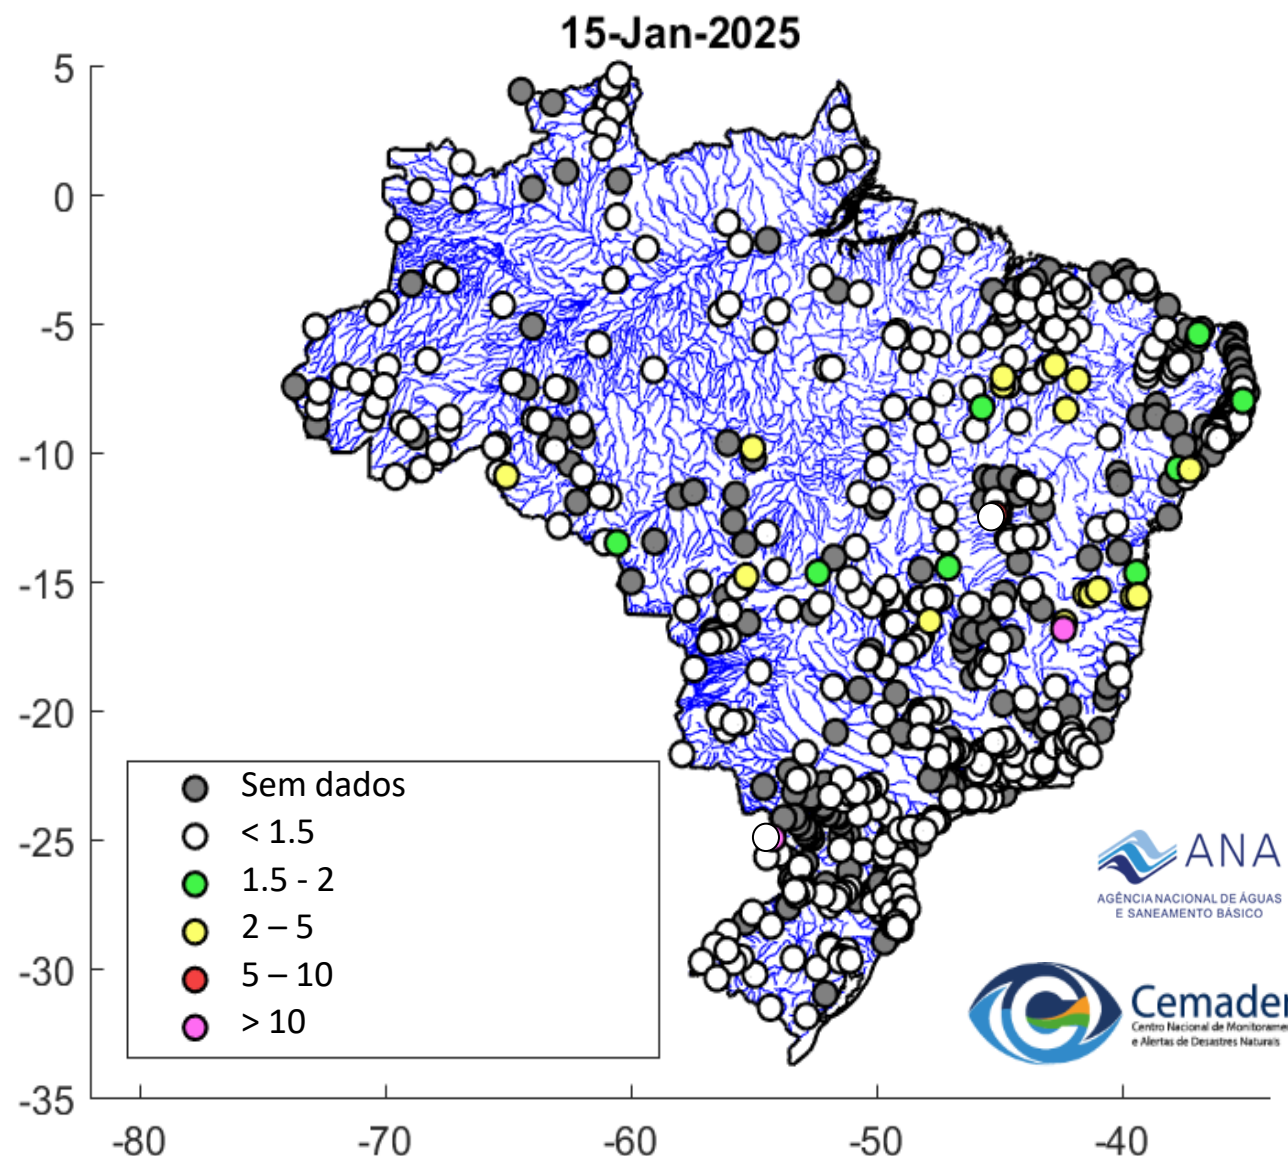 15-Jan-2025
5
0
-5
-10
-15
-20
-25
-30
-35
-80
-70
-60
-50
-40
Sem dados
< 1.5
1.5 - 2
2 – 5
5 – 10
> 10
ANA
AGÊNCIA NACIONAL DE ÁGUAS
E SANEAMENTO BÁSICO
Cemaden
Centro Nacional de Monitorame
e Alertas de Desastres Naturais